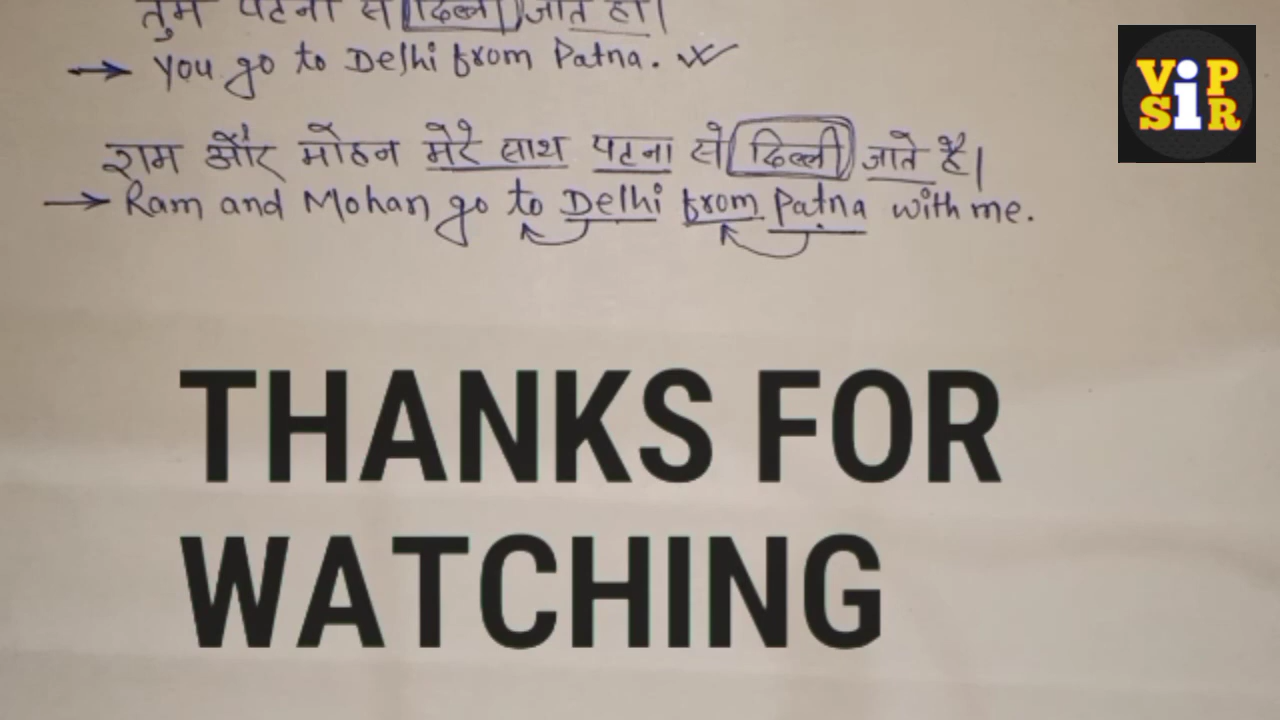 तुम पटना से दिल्ली जाते हो।
→ You go to Delhi from Patna.
राम और मोहन मेरे साथ पटना से दिल्ली जाते है।
→ Ram and Mohan go to Delhi from Patna with me.
THANKS FOR
WATCHING
ViP
SiR